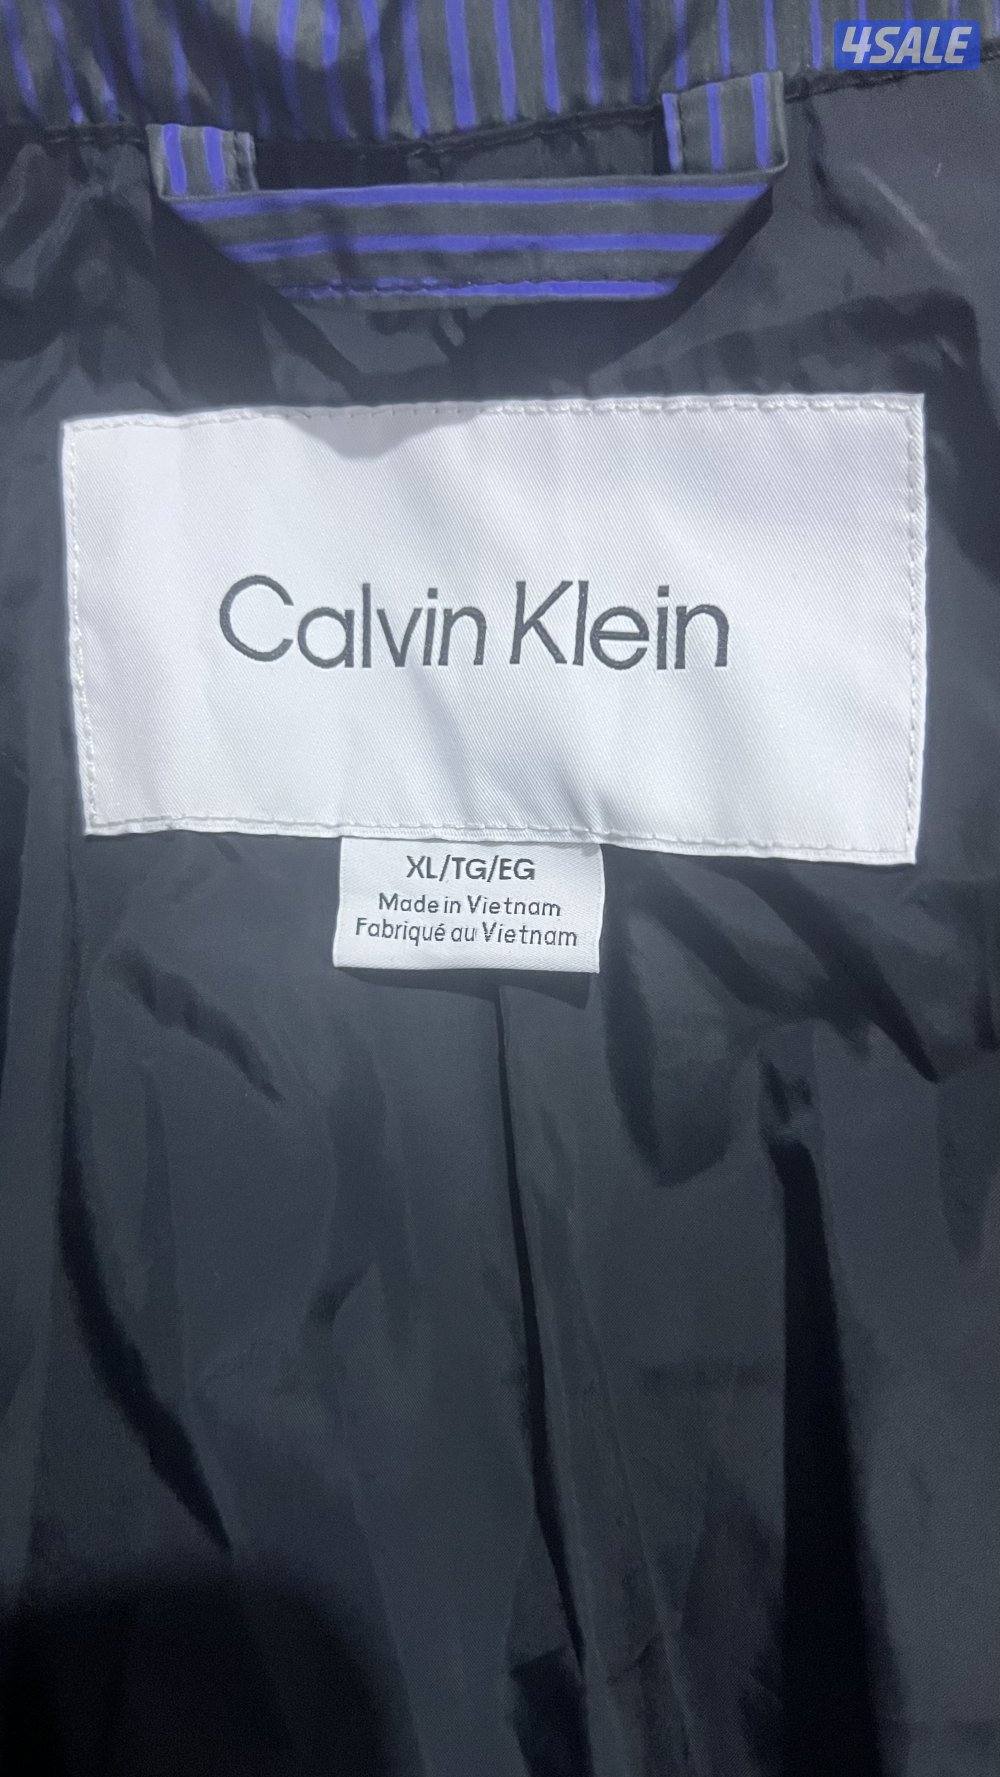 4SALE
Calvin Klein
XL/TG/EG
Made in Vietnam
Fabriqué au Vietnam